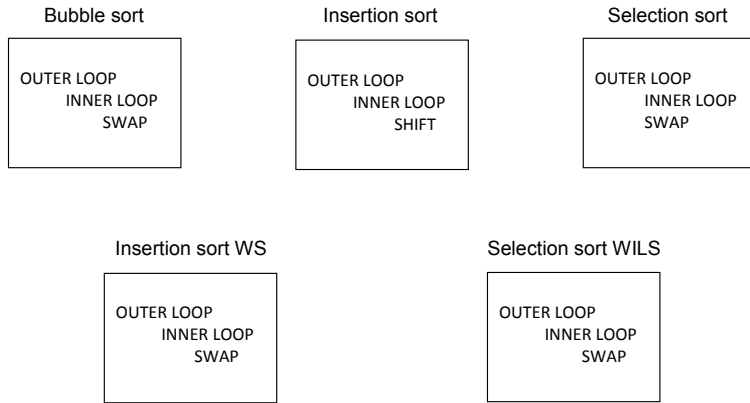 Bubble sort
OUTER LOOP
INNER LOOP
SWAP
Insertion sort
OUTER LOOP
INNER LOOP
SHIFT
Selection sort
OUTER LOOP
INNER LOOP
SWAP
Insertion sort WS
OUTER LOOP
INNER LOOP
SWAP
Selection sort WILS
OUTER LOOP
INNER LOOP
SWAP